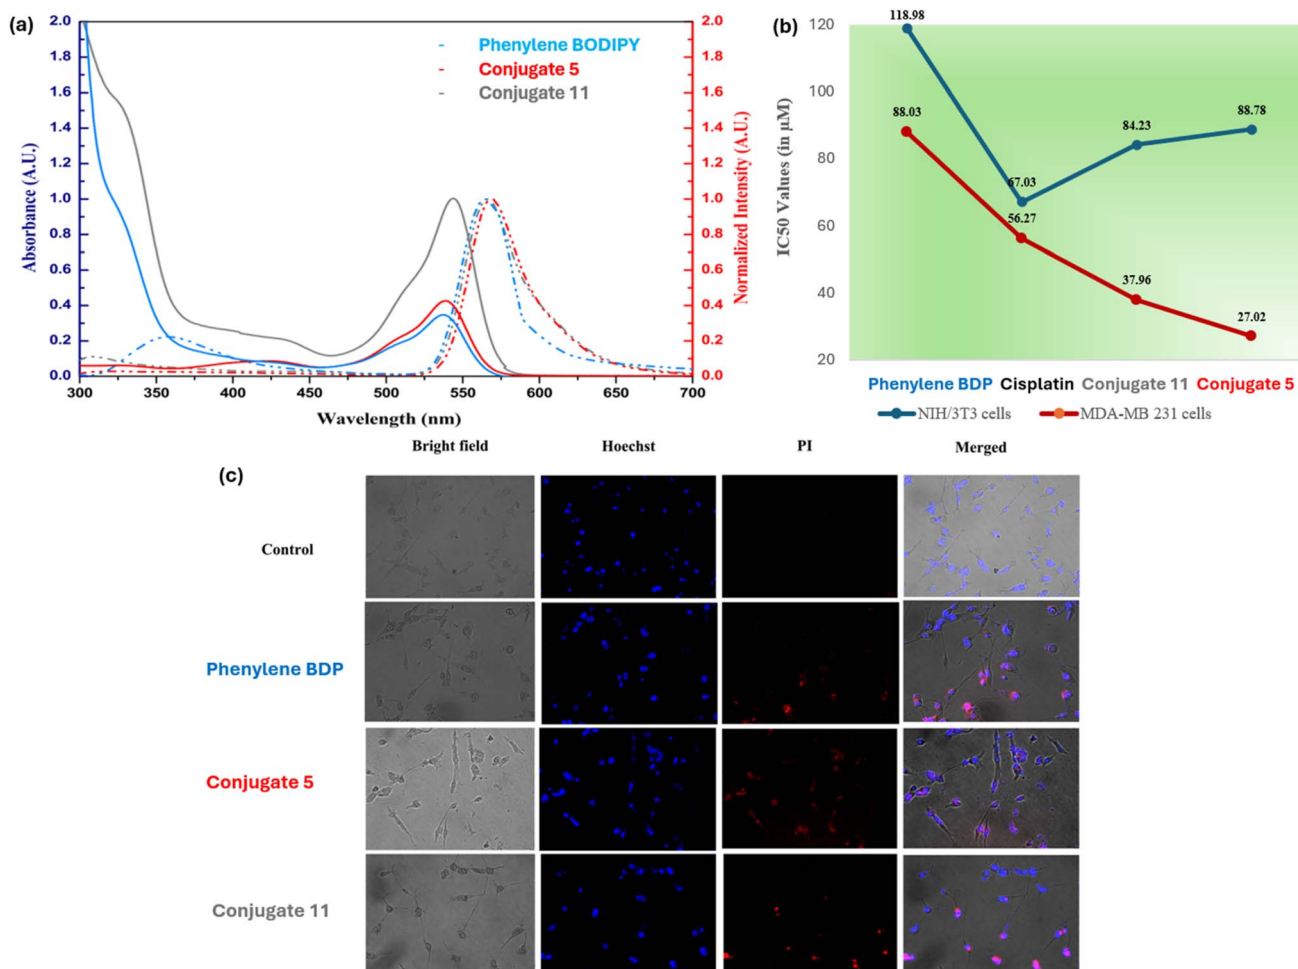 (a)
2.0
1.8
1.6
1.4
1.2
1.0
0.8
0.6
0.4
0.2
0.0
Absorbance (A.U.)
300 350 400 450 500 550 600 650 700
Wavelength (nm)
2.0
1.8
1.6
1.4
1.2
1.0
0.8
0.6
0.4
0.2
0.0
Normalized Intensity (A.U.)
Phenylene BODIPY
Conjugate 5
Conjugate 11
(b)
120
100
80
60
40
20
IC50 Values (in µM)
118.98
88.03
67.03
56.27
84.23
37.96
88.78
27.02
Phenylene BDP Cisplatin Conjugate 11 Conjugate 5
NIH/3T3 cells MDA-MB 231 cells
(c)
Bright field Hoechst PI Merged
Control
Phenylene BDP
Conjugate 5
Conjugate 11